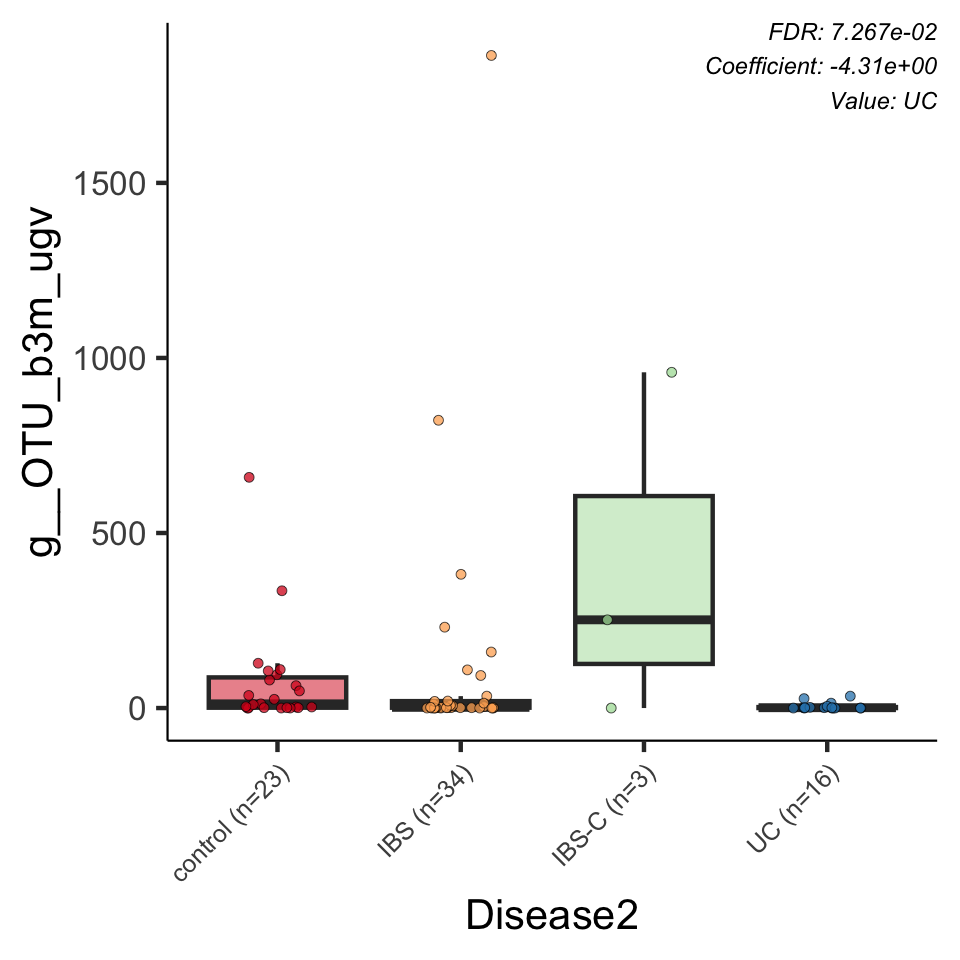 FDR: 7.267e-02
Coefficient: -4.31e+00
Value: UC
g__OTU_b3m_ugv
1500
1000
500
0
control (n=23)
IBS (n=34)
IBS-C (n=3)
UC (n=16)
Disease2